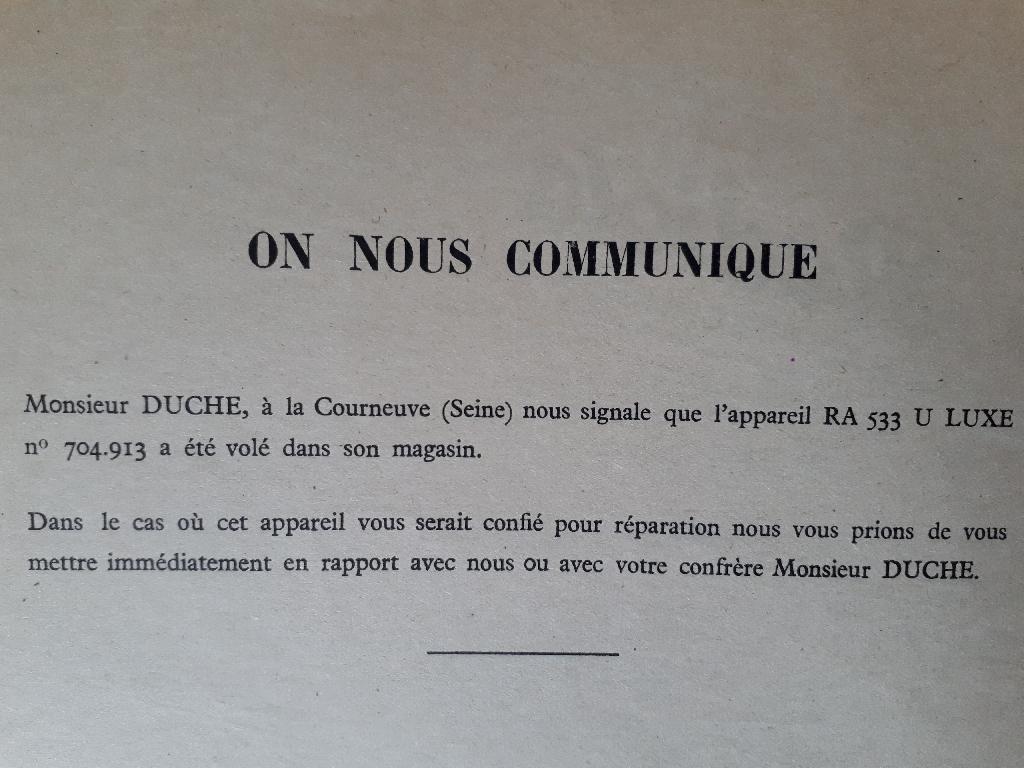 ON NOUS COMMUNIQUE
Monsieur DUCHE, à la Courneuve (Seine) nous signale que l'appareil RA 533 U LUXE
nº 704.913 a été volé dans son magasin.
Dans le cas où cet appareil vous serait confié pour réparation nous vous prions de vous
mettre immédiatement en rapport avec nous ou avec votre confrère Monsieur DUCHE.